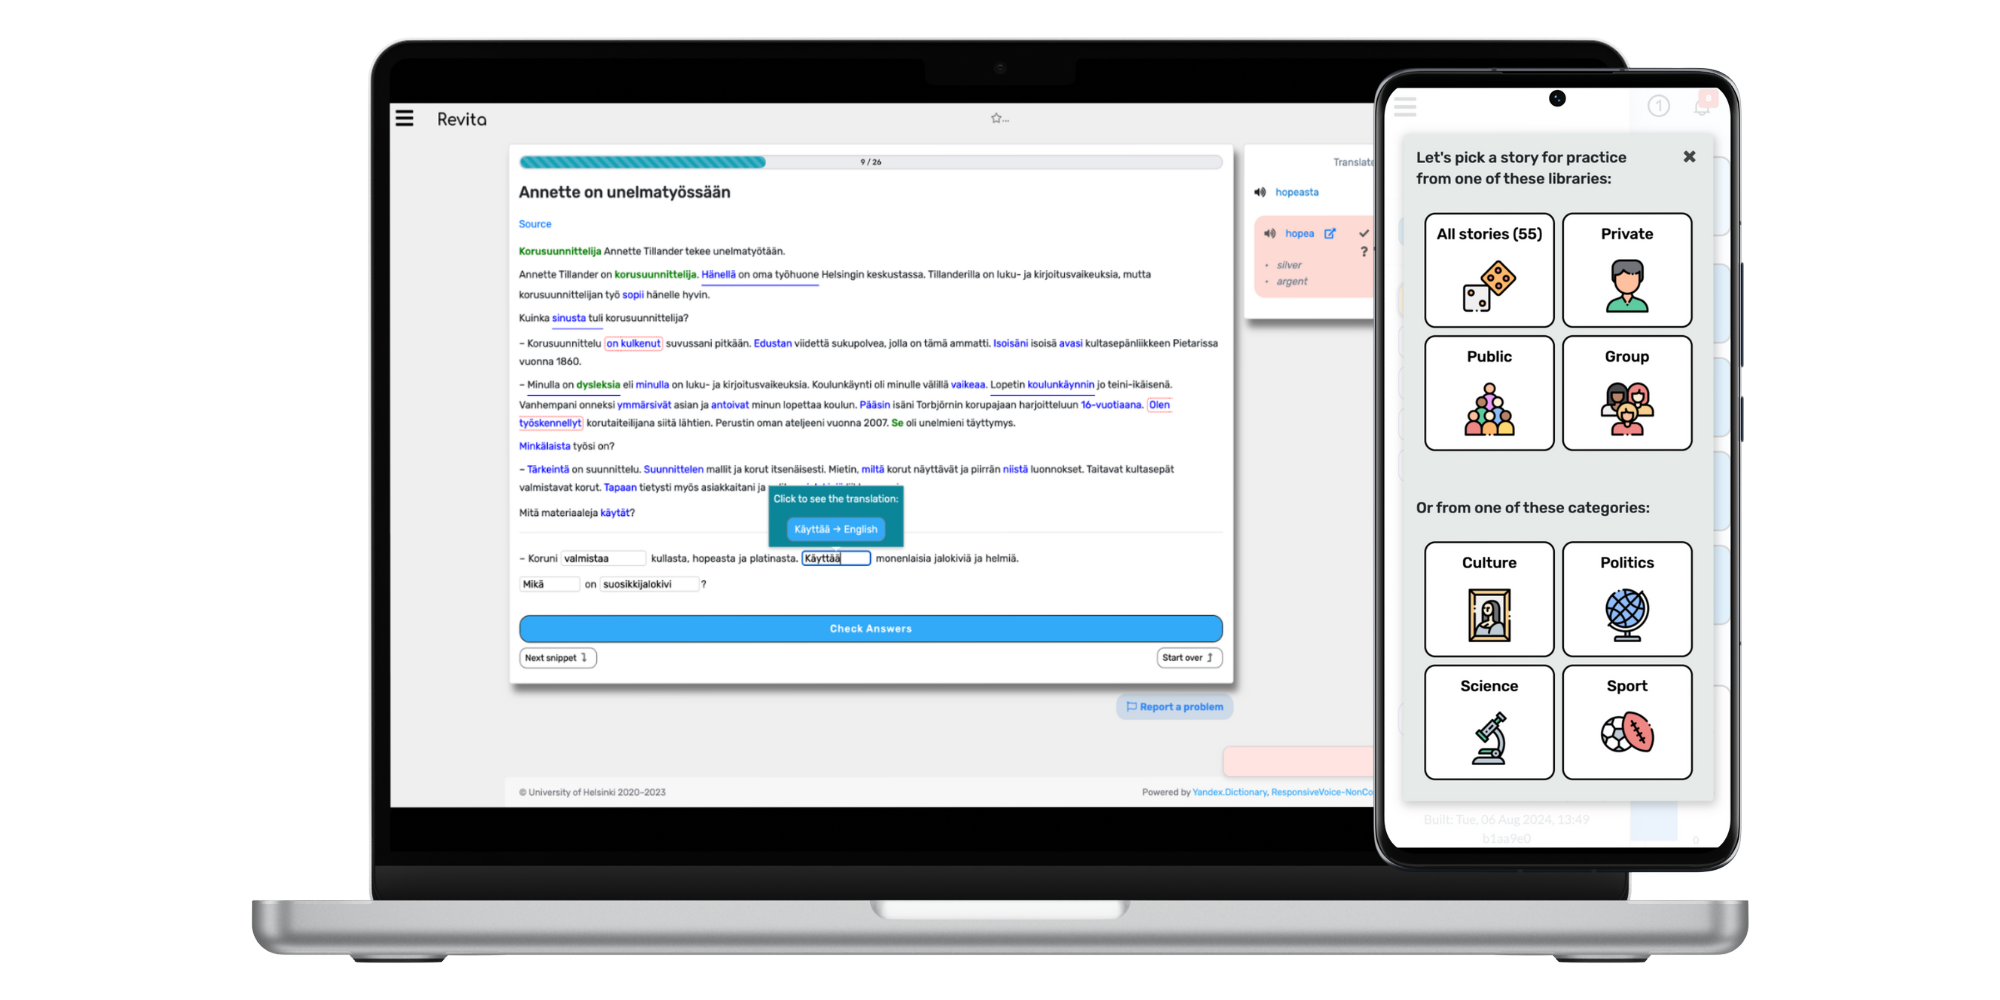 Revita
...
9 / 26
Annette on unelmatyössään
Source
Korusuunnittelija Annette Tillander tekee unelmatyötään.
Annette Tillander on korusuunnittelija. Hänellä on oma työhuone Helsingin keskustassa. Tillanderilla on luku- ja kirjoitusvaikeuksia, mutta
korusuunnittelijan työ sopii hänelle hyvin.
Kuinka sinusta tuli korusuunnittelija?
– Korusuunnittelu on kulkenut suvussani pitkään. Edustan viidettä sukupolvea, jolla on tämä ammatti. Isoisäni isoisä avasi kultasepänliikkeen Pietarissa
vuonna 1860.
– Minulla on dysleksia eli minulla on luku- ja kirjoitusvaikeuksia. Koulunkäynti oli minulle välillä vaikeaa. Lopetin koulunkäynnin jo teini-ikäisenä.
Vanhempani onneksi ymmärsivät asian ja antoivat minun lopettaa koulun. Pääsin isäni Torbjörnin korupajaan harjoitteluun 16-vuotiaana. Olen
työskennellyt korutaiteilijana siitä lähtien. Perustin oman ateljeeni vuonna 2007. Se oli unelmieni täyttymys.
Minkälaista työsi on?
– Tärkeintä on suunnittelu. Suunnittelen mallit ja korut itsenäisesti. Mietin, miltä korut näyttävät ja piirrän niistä luonnokset. Taitavat kultasepät
valmistavat korut. Tapaan tietysti myös asiakkaitani ja
Click to see the translation:
Käyttää → English
Mitä materiaaleja käytät?
– Koruni valmistaa kullasta, hopeasta ja platinasta. Käyttää monenlaisia jalokiviä ja helmiä.
Mikä on suosikkijalokivi ?
Check Answers
Next snippet
Start over
Report a problem
© University of Helsinki 2020-2023
Powered by Yandex.Dictionary, ResponsiveVoice-NonCo
Translate
hopeasta
hopea
?
• silver
• argent
1
Let's pick a story for practice
from one of these libraries:
All stories (55)
Private
Public
Group
Or from one of these categories:
Culture
Politics
Science
Sport
Built: Tue, 06 Aug 2024, 13:49
b1aa9e0
0